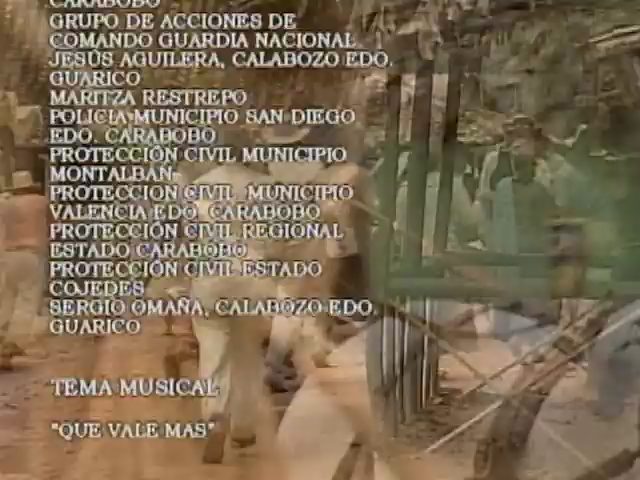 CARABOBO
GRUPO DE ACCIONES DE
COMANDO GUARDIA NACIONAL
JESÚS AGUILERA, CALABOZO EDO.
GUARICO
MARITZA RESTREPO
POLICIA MUNICIPIO SAN DIEGO
EDO. CARABOBO
PROTECCIÓN CIVIL MUNICIPIO
MONTALBAN
PROTECCIÓN CIVIL MUNICIPIO
VALENCIA EDO. CARABOBO
PROTECCIÓN CIVIL REGIONAL
ESTADO CARABOBO
PROTECCIÓN CIVIL ESTADO
COJEDES
SERGIO OMAÑA, CALABOZO EDO.
GUARICO
TEMA MUSICAL
"QUE VALE MAS"